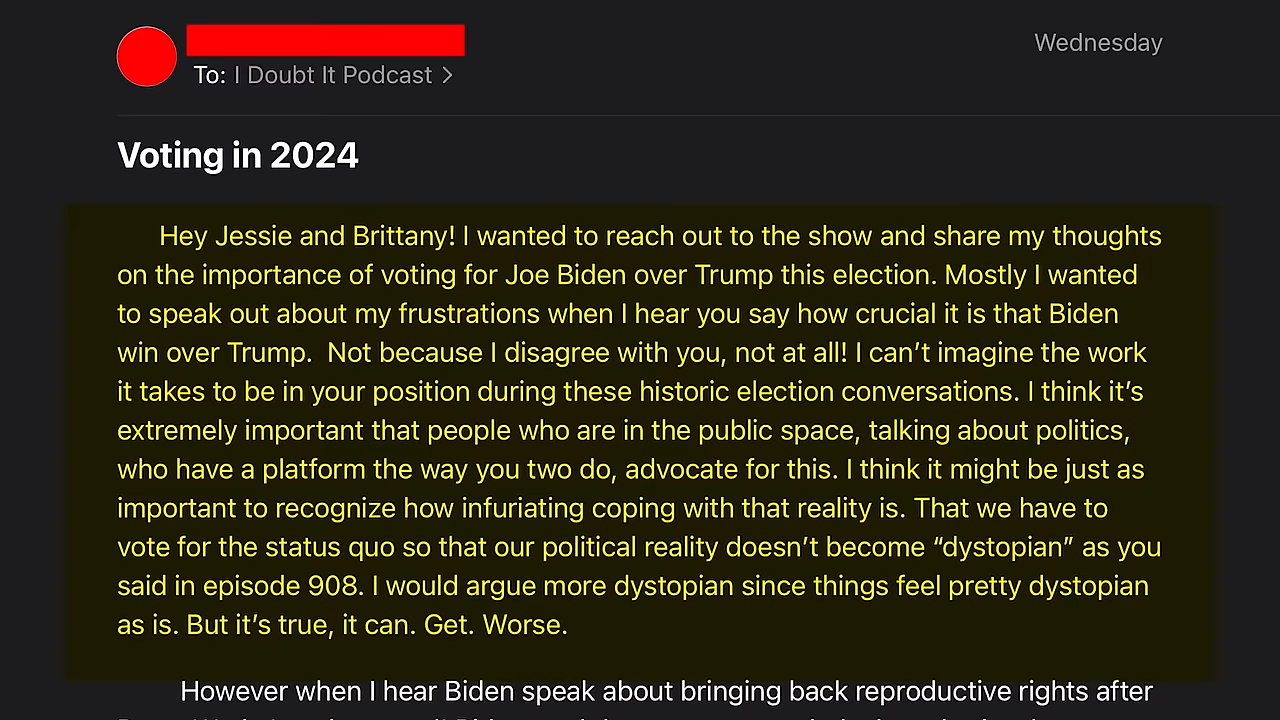 Wednesday
To: I Doubt It Podcast >
Voting in 2024
Hey Jessie and Brittany! I wanted to reach out to the show and share my thoughts
on the importance of voting for Joe Biden over Trump this election. Mostly I wanted
to speak out about my frustrations when I hear you say how crucial it is that Biden
win over Trump.  Not because I disagree with you, not at all! I can’t imagine the work
it takes to be in your position during these historic election conversations. I think it’s
extremely important that people who are in the public space, talking about politics,
who have a platform the way you two do, advocate for this. I think it might be just as
important to recognize how infuriating coping with that reality is. That we have to
vote for the status quo so that our political reality doesn’t become “dystopian” as you
said in episode 908. I would argue more dystopian since things feel pretty dystopian
as is. But it’s true, it can. Get. Worse.
However when I hear Biden speak about bringing back reproductive rights after